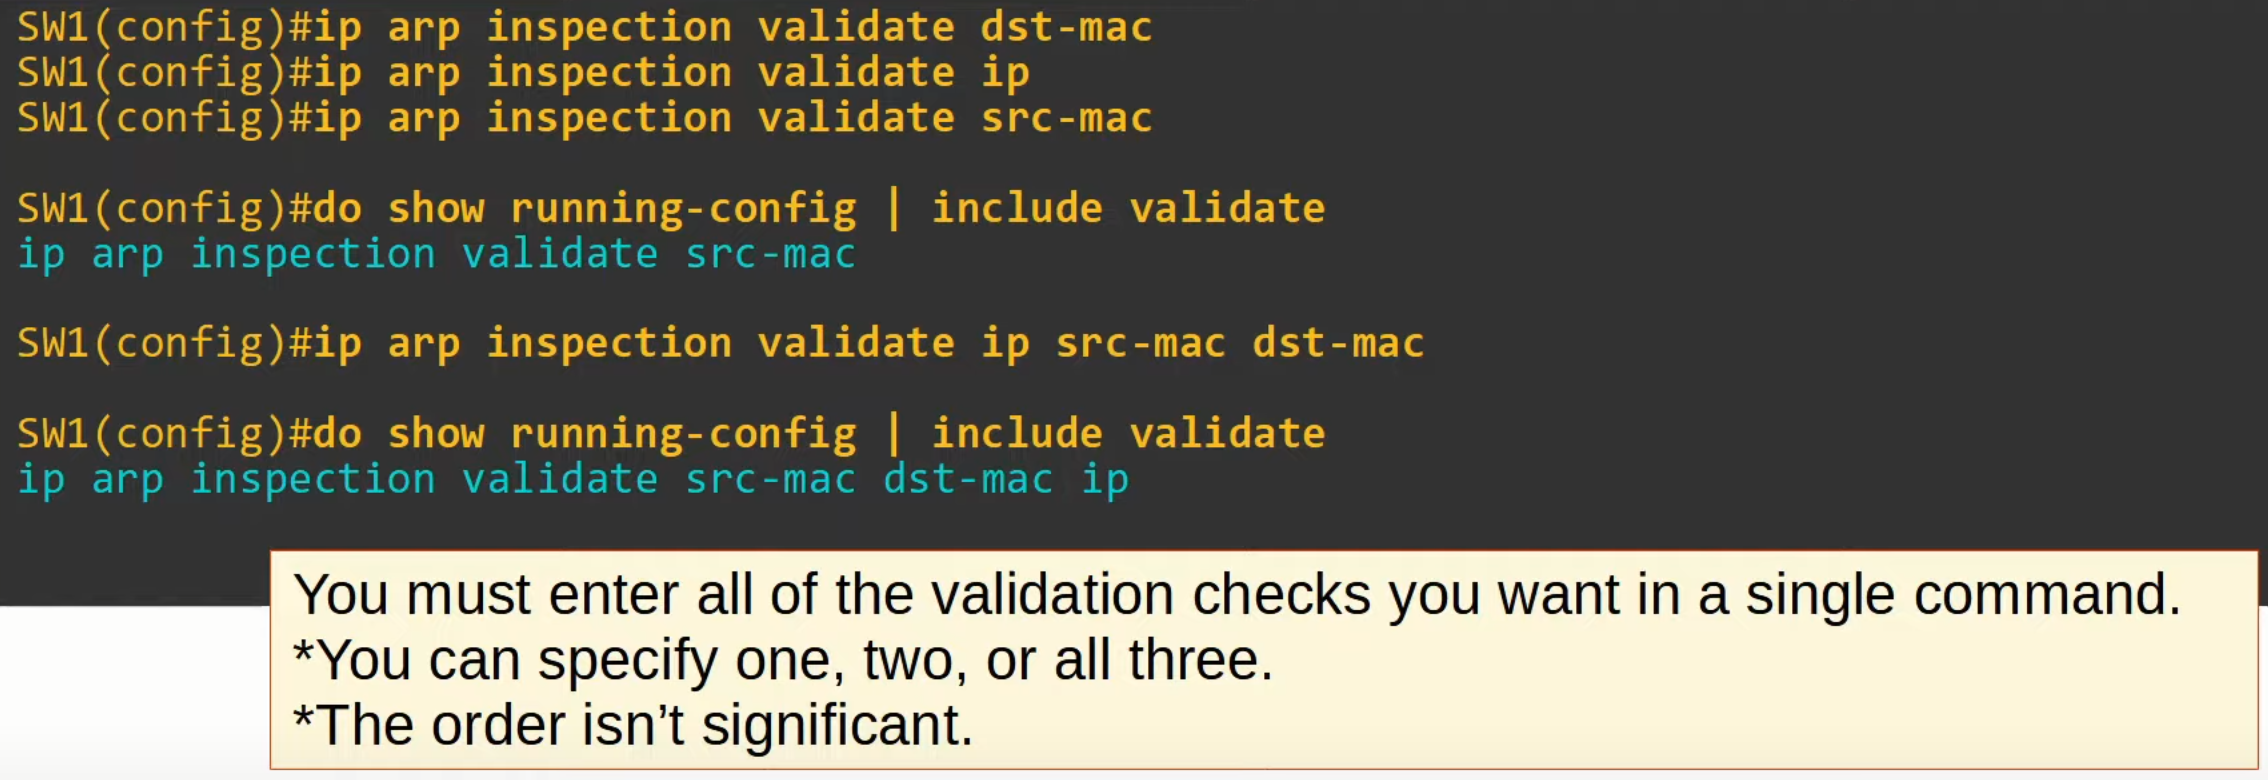 SW1(config)#ip arp inspection validate dst-mac
SW1(config)#ip arp inspection validate ip
SW1(config)#ip arp inspection validate src-mac
SW1(config)#do show running-config | include validate
ip arp inspection validate src-mac
SW1(config)#ip arp inspection validate ip src-mac dst-mac
SW1(config)#do show running-config | include validate
ip arp inspection validate src-mac dst-mac ip
You must enter all of the validation checks you want in a single command.
*You can specify one, two, or all three.
*The order isn’t significant.